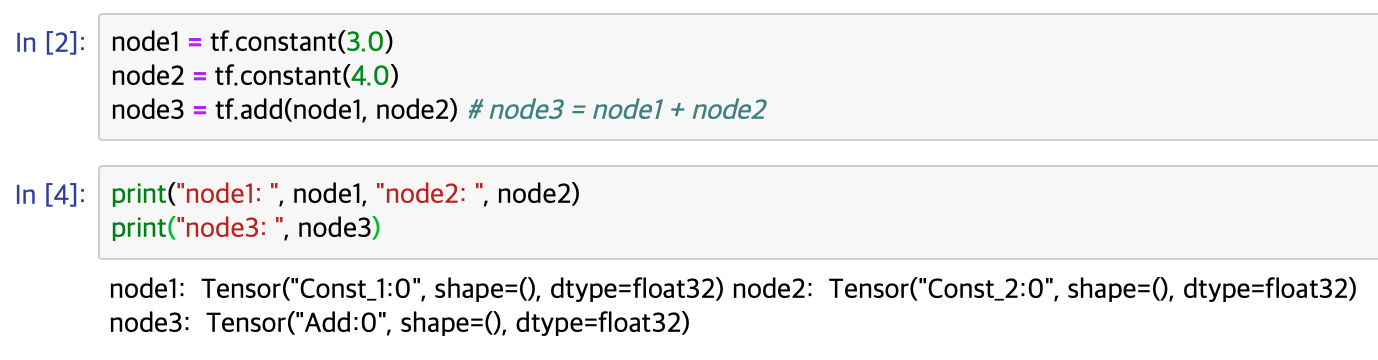 In [2]: node1 = tf.constant(3.0)
node2 = tf.constant(4.0)
node3 = tf.add(node1, node2) # node3 = node1 + node2
In [4]: print("node1: ", node1, "node2: ", node2)
print("node3: ", node3)
node1:  Tensor("Const_1:0", shape=(), dtype=float32) node2:  Tensor("Const_2:0", shape=(), dtype=float32)
node3:  Tensor("Add:0", shape=(), dtype=float32)